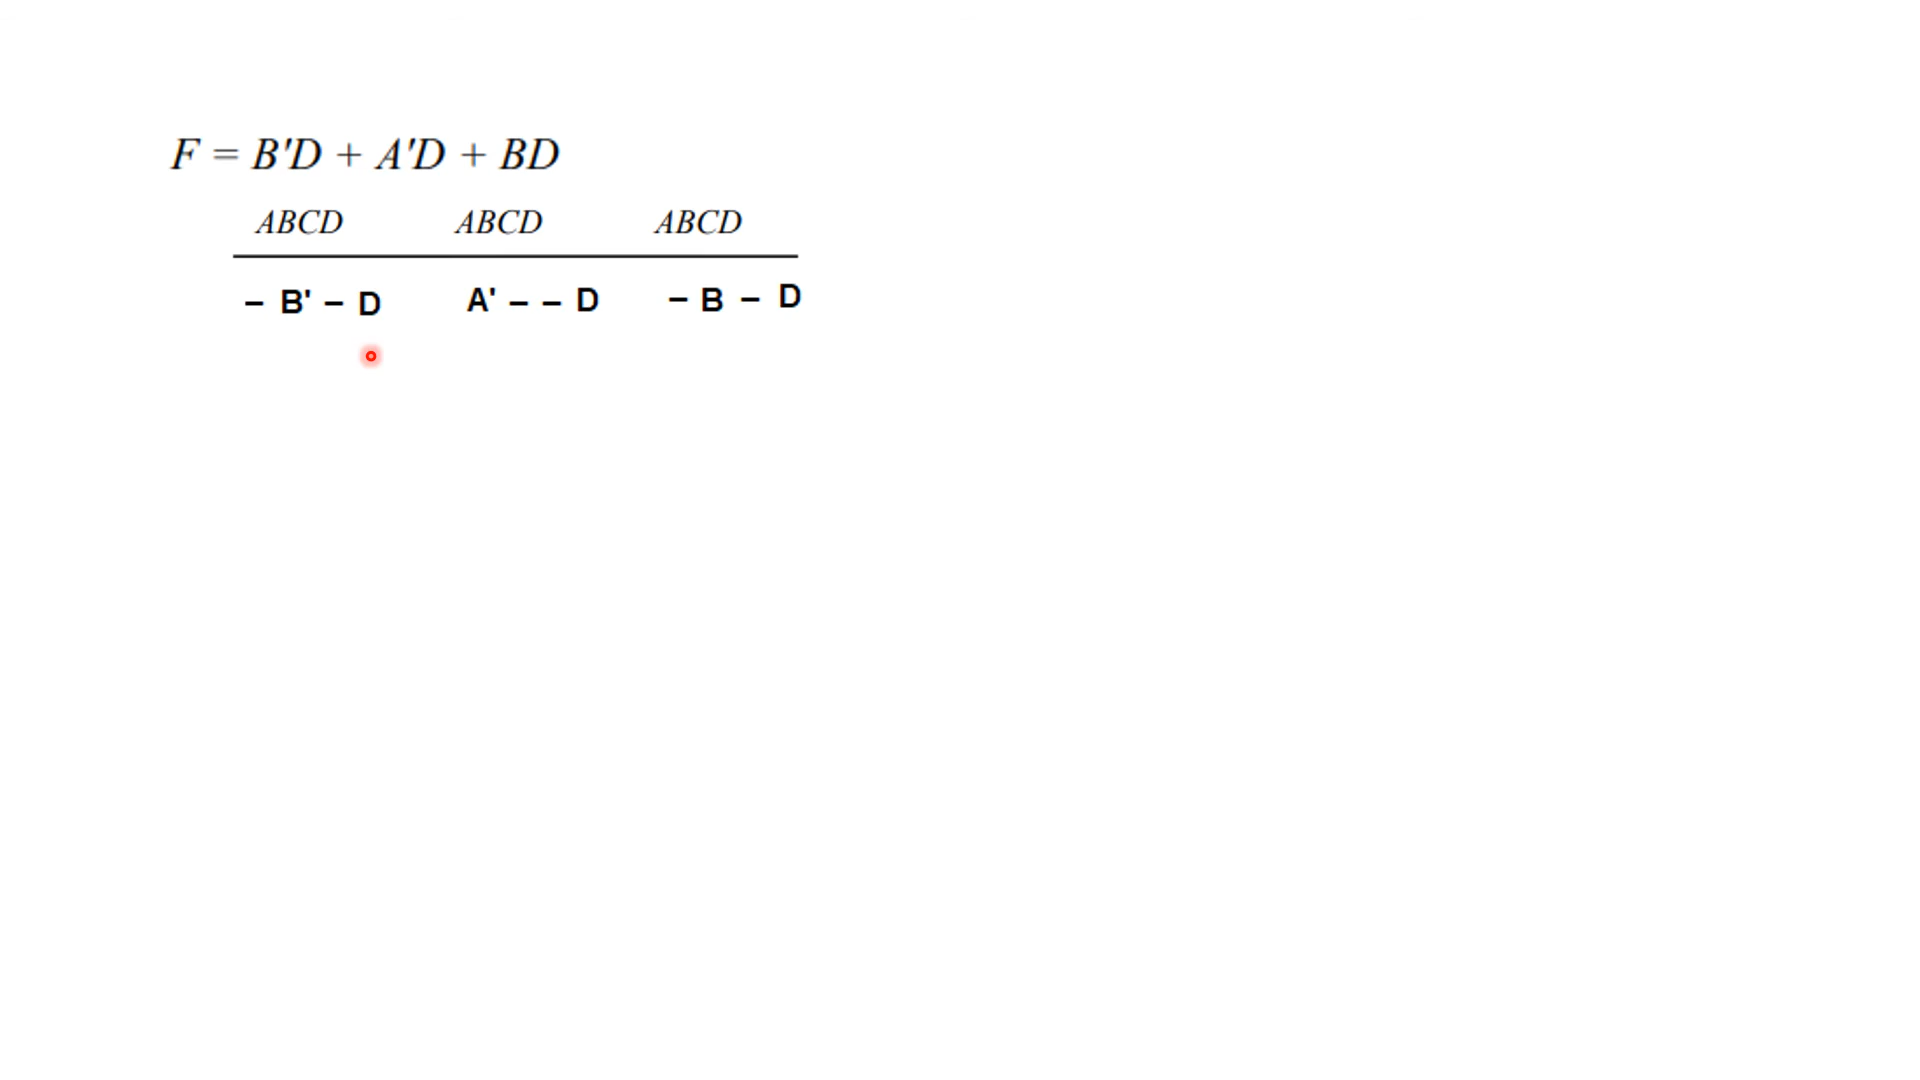 F = B'D + A'D + BD
ABCD ABCD ABCD
– B' – D A' – – D – B – D